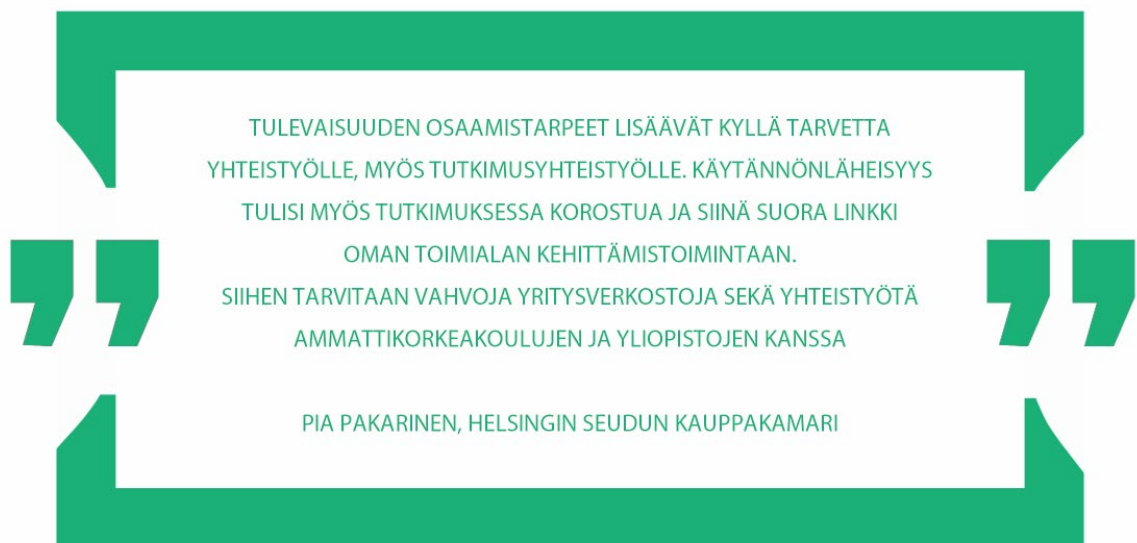 TULEVAISUUDEN OSAAMISTARPEET LISÄÄVÄT KYLLÄ TARVETTA
YHTEISTYÖLLE, MYÖS TUTKIMUSYHTEISTYÖLLE. KÄYTÄNNÖNLÄHEISYYS
TULISI MYÖS TUTKIMUKSESSA KOROSTUA JA SIINÄ SUORA LINKKI
OMAN TOIMIALAN KEHITTÄMISTOIMINTAAN.
SIIHEN TARVITAAN VAHVOJA YRITYSVERKOSTOJA SEKÄ YHTEISTYÖTÄ
AMMATTIKORKEAKOULUJEN JA YLIOPISTOJEN KANSSA
PIA PAKARINEN, HELSINGIN SEUDUN KAUPPAKAMARI